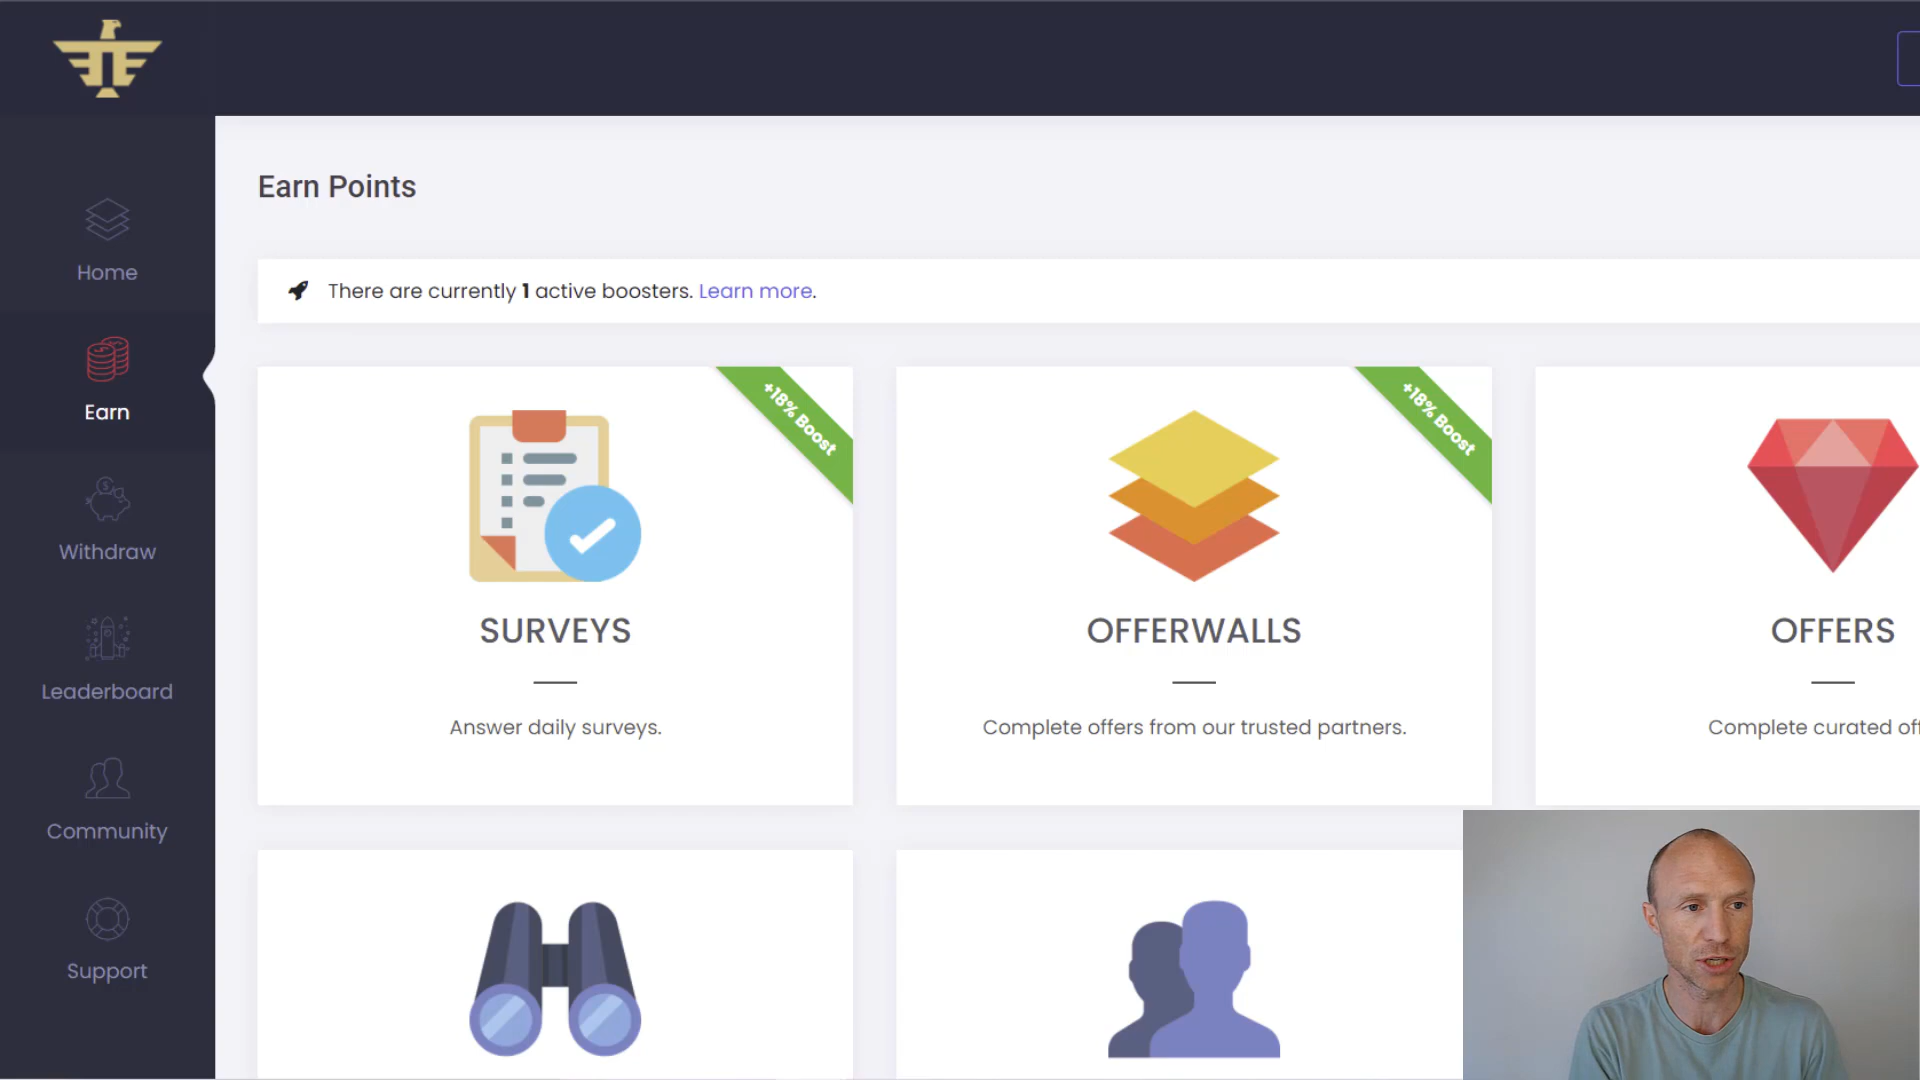 Home
Earn
Withdraw
Leaderboard
Community
Support
Earn Points
There are currently 1 active boosters. Learn more.
+18% Boost
SURVEYS
Answer daily surveys.
+18% Boost
OFFERWALLS
Complete offers from our trusted partners.
OFFERS
Complete curated